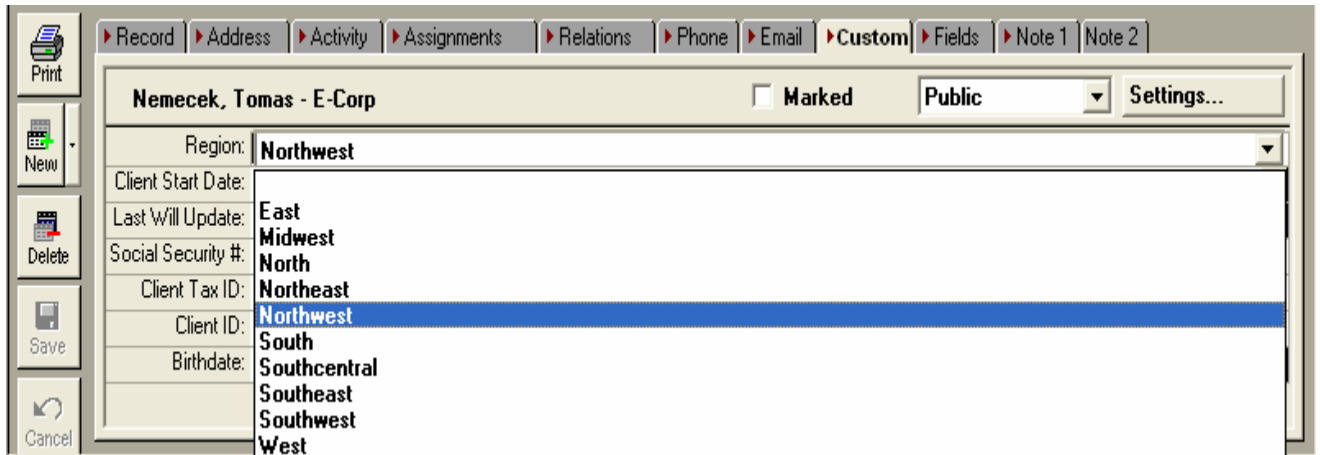 Print
New
Delete
Save
Cancel
Record Address Activity Assignments Relations Phone Email Custom Fields Note 1 Note 2
Nemecek, Tomas - E-Corp Marked Public Settings...
Region: Northwest
Client Start Date:
Last Will Update:
Social Security #:
Client Tax ID:
Client ID:
Birthdate:
East
Midwest
North
Northeast
Northwest
South
Southcentral
Southeast
Southwest
West